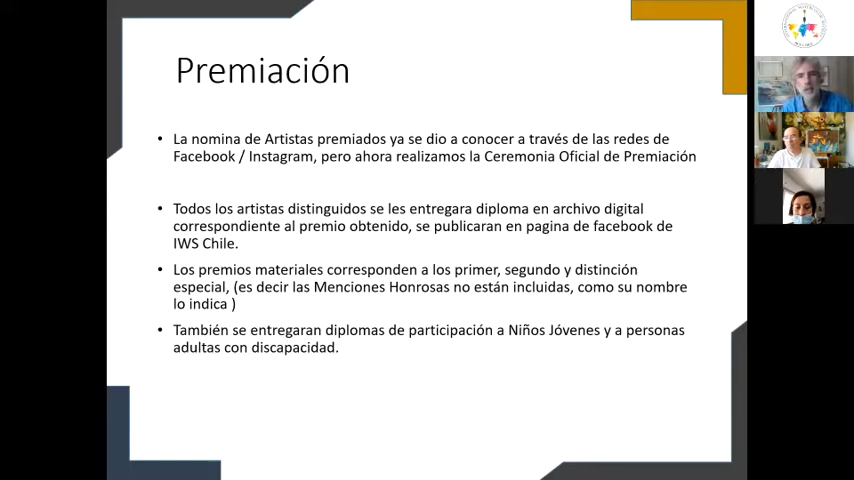 Premiación
• La nomina de Artistas premiados ya se dio a conocer a través de las redes de
Facebook / Instagram, pero ahora realizamos la Ceremonia Oficial de Premiación
• Todos los artistas distinguidos se les entregara diploma en archivo digital
correspondiente al premio obtenido, se publicaran en pagina de facebook de
IWS Chile.
• Los premios materiales corresponden a los primer, segundo y distinción
especial, (es decir las Menciones Honrosas no están incluidas, como su nombre
lo indica )
• También se entregaran diplomas de participación a Niños Jóvenes y a personas
adultas con discapacidad.